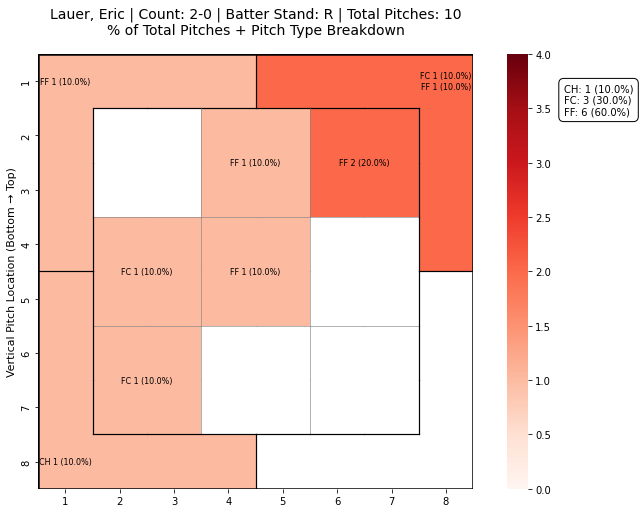 Lauer, Eric | Count: 2-0 | Batter Stand: R | Total Pitches: 10
% of Total Pitches + Pitch Type Breakdown
Vertical Pitch Location (Bottom → Top)
1
2
3
4
5
6
7
8
FF 1 (10.0%)
FC 1 (10.0%)
FF 1 (10.0%)
FF 1 (10.0%)
FF 2 (20.0%)
FC 1 (10.0%)
FF 1 (10.0%)
FC 1 (10.0%)
CH 1 (10.0%)
1
2
3
4
5
6
7
8
4.0
3.5
3.0
2.5
2.0
1.5
1.0
0.5
0.0
CH: 1 (10.0%)
FC: 3 (30.0%)
FF: 6 (60.0%)